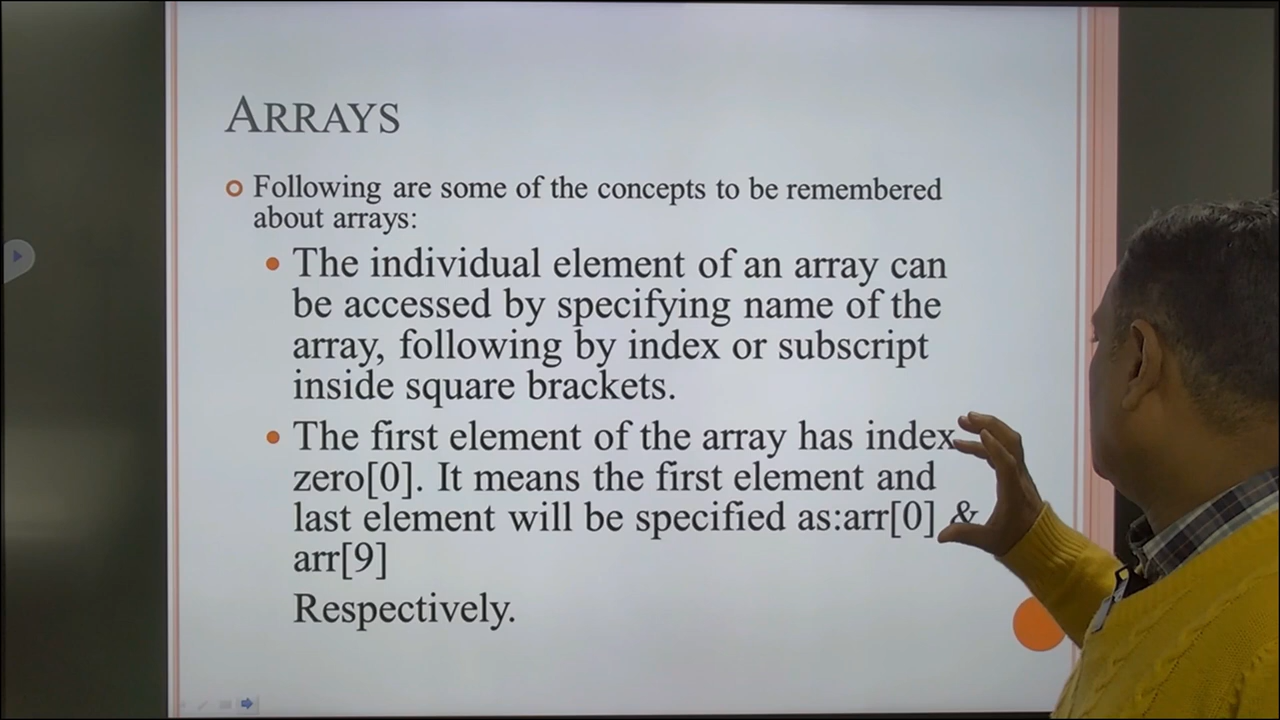 ARRAYS
Following are some of the concepts to be remembered
about arrays:
The individual element of an array can
be accessed by specifying name of the
array, following by index or subscript
inside square brackets.
The first element of the array has index
zero[0]. It means the first element and
last element will be specified as:arr[0] &
arr[9]
Respectively.